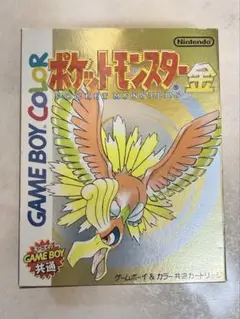 Nintendo
ポケットモンスター 金
POCKET MONSTERS
GAME BOY COLOR
GAME BOY
共通
ゲームボーイ&カラー共通カートリッジ